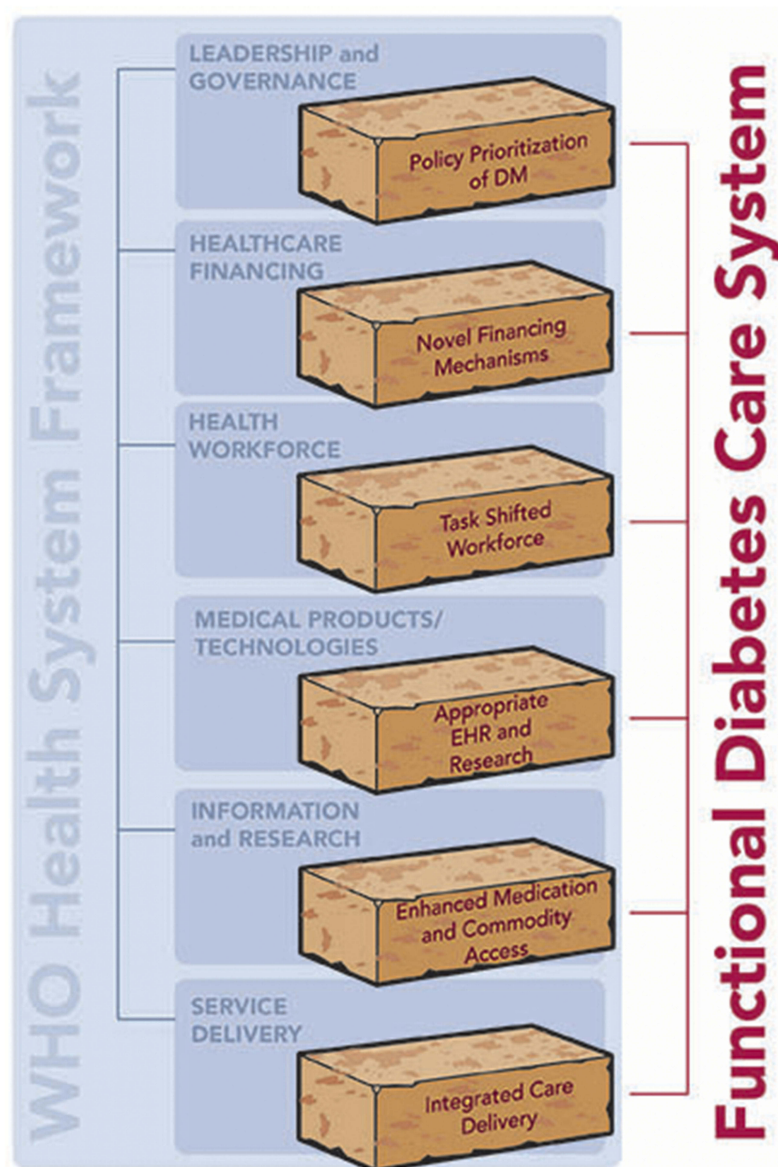 WHO Health System Framework
LEADERSHIP and
GOVERNANCE
Policy Prioritization
of DM
HEALTHCARE
FINANCING
Novel Financing
Mechanisms
HEALTH
WORKFORCE
Task Shifted
Workforce
MEDICAL PRODUCTS/
TECHNOLOGIES
Appropriate
EHR and
Research
INFORMATION
and RESEARCH
Enhanced Medication
and Commodity
Access
SERVICE
DELIVERY
Integrated Care
Delivery
Functional Diabetes Care System